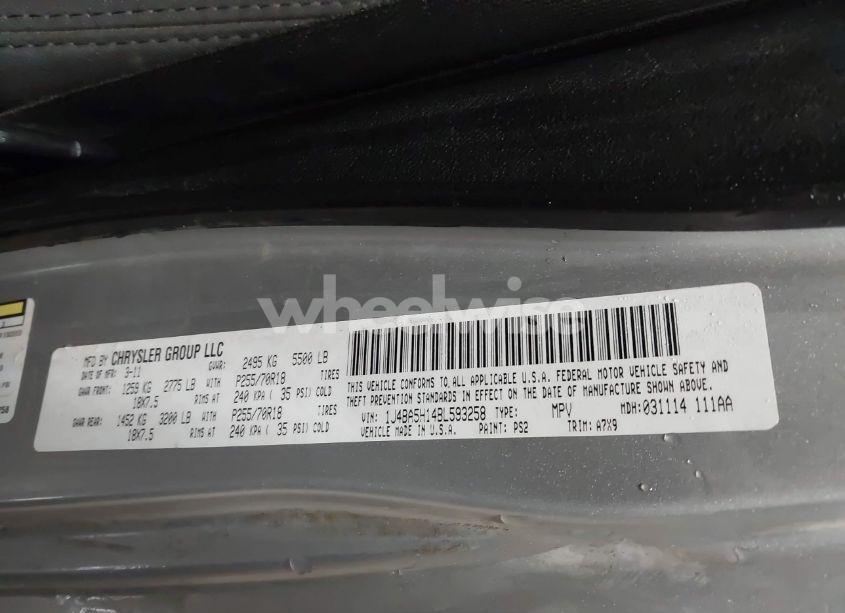 wheelwise
MFD BY CHRYSLER GROUP LLC
DATE OF MFR: 3-11 GVWR: 2495 KG 5500 LB
GAWR FRONT: 1259 KG 2775 LB WITH P255/70R18 TIRES
18X7.5 RIMS AT 240 KPA ( 35 PSI) COLD
GAWR REAR: 1452 KG 3200 LB WITH P255/70R18 TIRES
18X7.5 RIMS AT 240 KPA ( 35 PSI) COLD
THIS VEHICLE CONFORMS TO ALL APPLICABLE U.S.A. FEDERAL MOTOR VEHICLE SAFETY AND
THEFT PREVENTION STANDARDS IN EFFECT ON THE DATE OF MANUFACTURE SHOWN ABOVE.
VIN: 1J4BA5H14BL593258 TYPE: MPV MDH: 031114 111AA
VEHICLE MADE IN U.S.A. PAINT: PS2 TRIM: A7X9